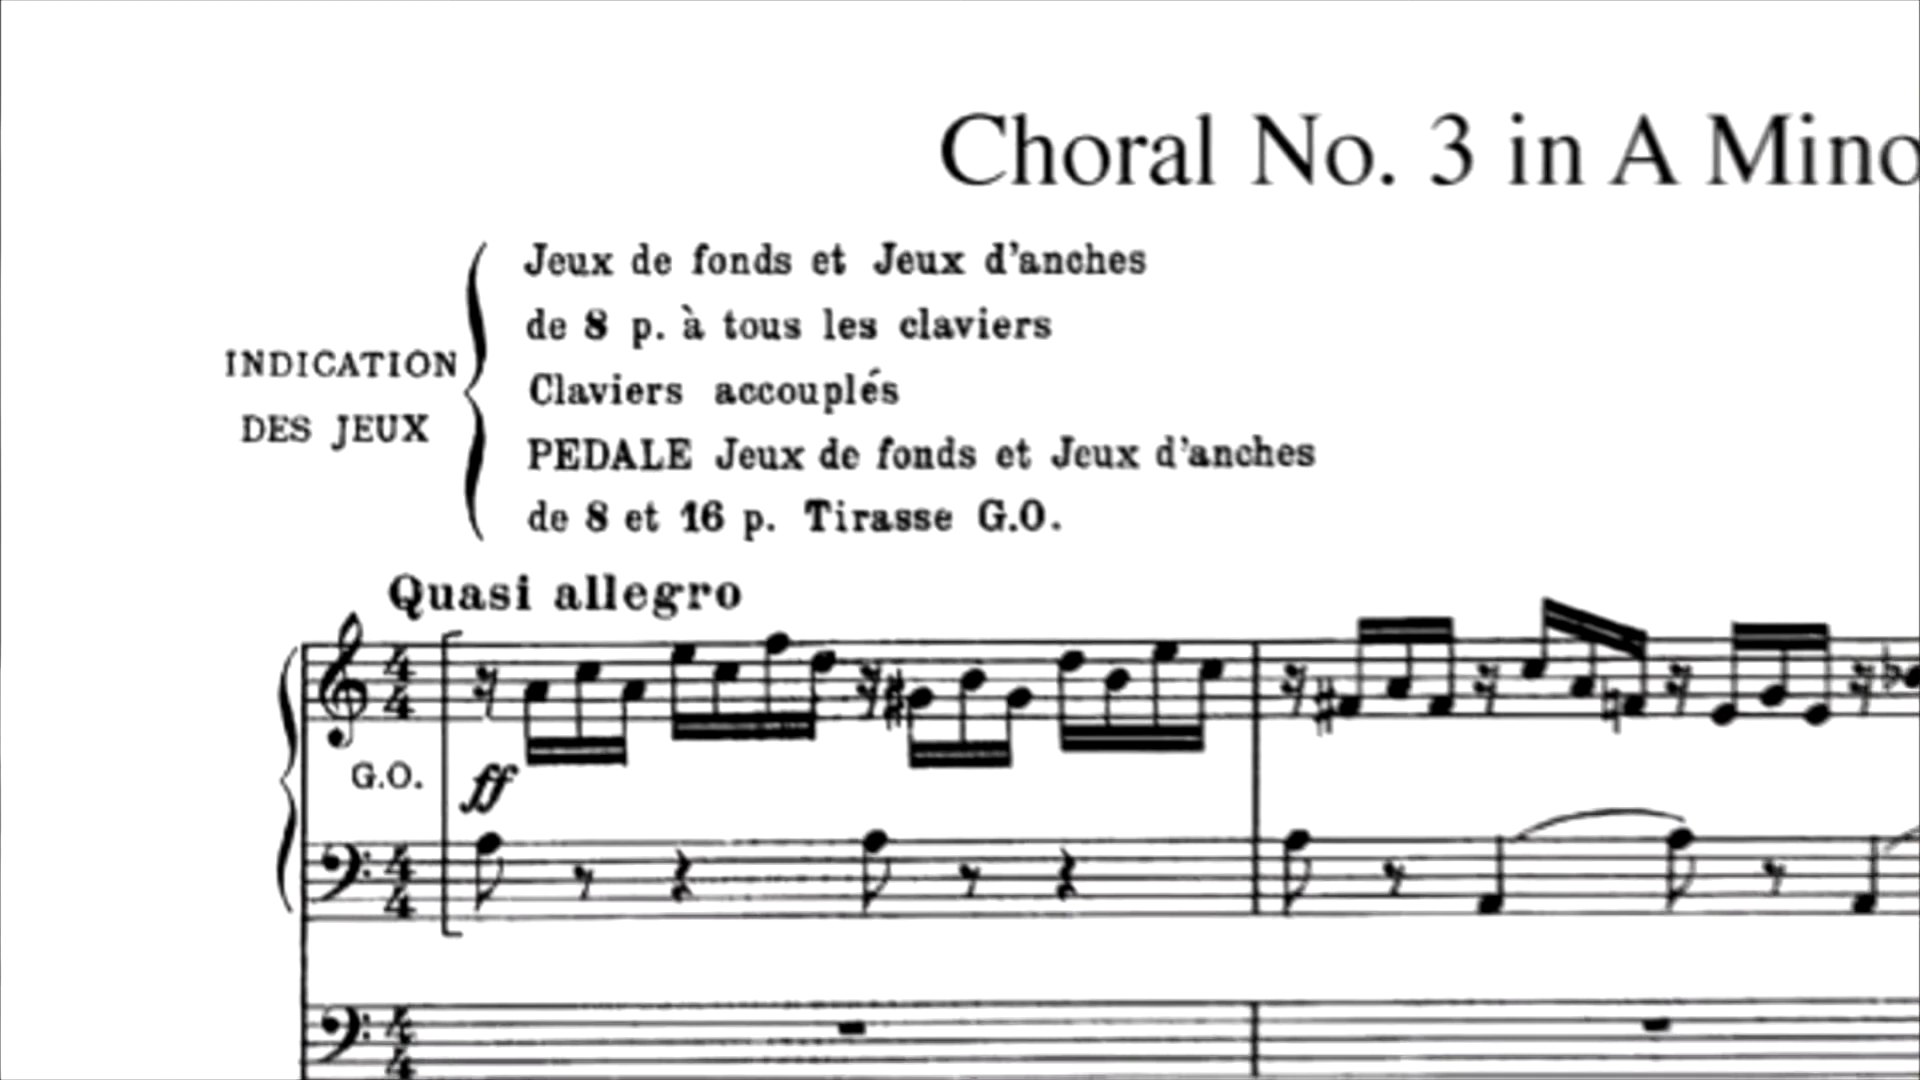 Choral No. 3 in A Mino
INDICATION
DES JEUX
Jeux de fonds et Jeux d'anches
de 8 p. à tous les claviers
Claviers accouplés
PEDALE Jeux de fonds et Jeux d'anches
de 8 et 16 p. Tirasse G.O.
Quasi allegro
G.O.
ff